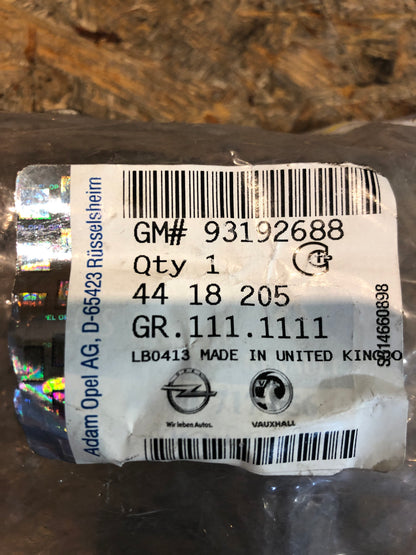 Adam Opel AG, D-65423 Rüsselsheim
GM# 93192688
Qty 1
44 18 205
GR.111.1111
LB0413 MADE IN UNITED KINGDO
OPEL
Wir leben Autos.
VAUXHALL